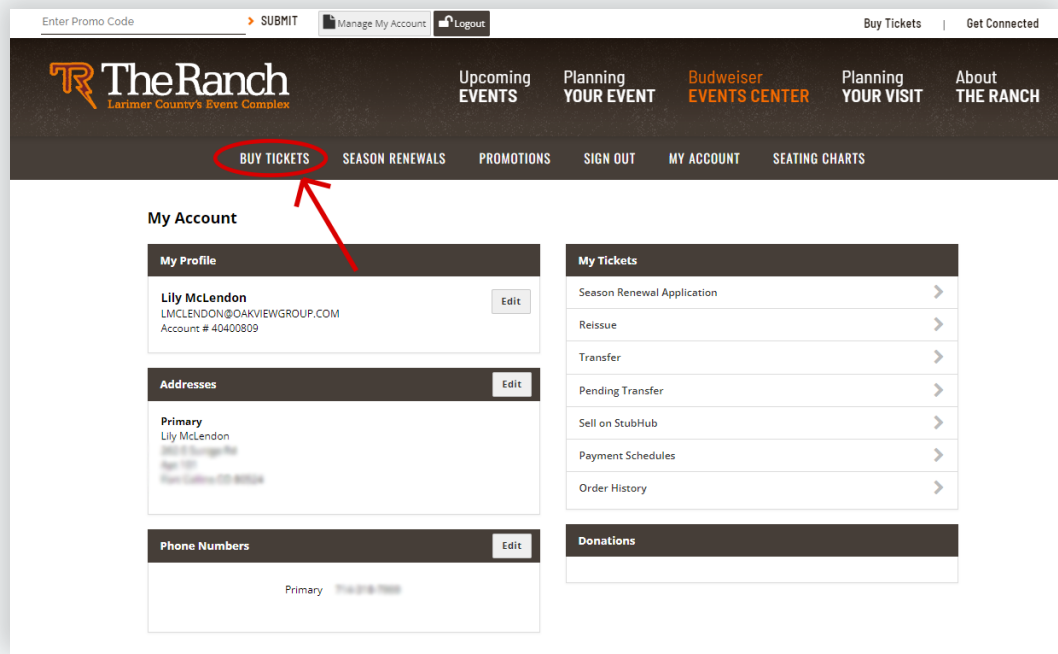 Enter Promo Code
SUBMIT
Manage My Account
Logout
Buy Tickets | Get Connected
The Ranch
Larimer County's Event Complex
Upcoming
EVENTS
Planning
YOUR EVENT
Budweiser
EVENTS CENTER
Planning
YOUR VISIT
About
THE RANCH
BUY TICKETS
SEASON RENEWALS
PROMOTIONS
SIGN OUT
MY ACCOUNT
SEATING CHARTS
My Account
My Profile
Lily McLendon
LMCLENDON@OAKVIEWGROUP.COM
Account # 40400809
Edit
Addresses
Edit
Primary
Lily McLendon
Phone Numbers
Edit
Primary
My Tickets
Season Renewal Application
Reissue
Transfer
Pending Transfer
Sell on StubHub
Payment Schedules
Order History
Donations